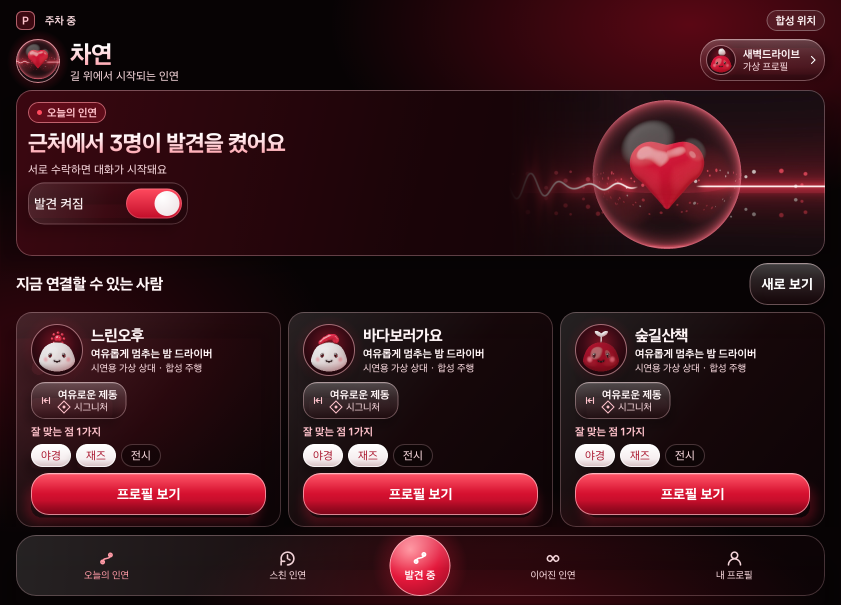 P 주차 중
합성 위치
차연
길 위에서 시작되는 인연
새벽드라이브
가상 프로필
오늘의 인연
근처에서 3명이 발견을 켰어요
서로 수락하면 대화가 시작돼요
발견 켜짐
지금 연결할 수 있는 사람
새로 보기
느린오후
여유롭게 멈추는 밤 드라이버
시연용 가상 상대 · 합성 주행
여유로운 제동
시그니처
잘 맞는 점 1가지
야경 재즈 전시
프로필 보기
바다보러가요
여유롭게 멈추는 밤 드라이버
시연용 가상 상대 · 합성 주행
여유로운 제동
시그니처
잘 맞는 점 1가지
야경 재즈 전시
프로필 보기
숲길산책
여유롭게 멈추는 밤 드라이버
시연용 가상 상대 · 합성 주행
여유로운 제동
시그니처
잘 맞는 점 1가지
야경 재즈 전시
프로필 보기
오늘의 인연
스친 인연
발견 중
이어진 인연
내 프로필